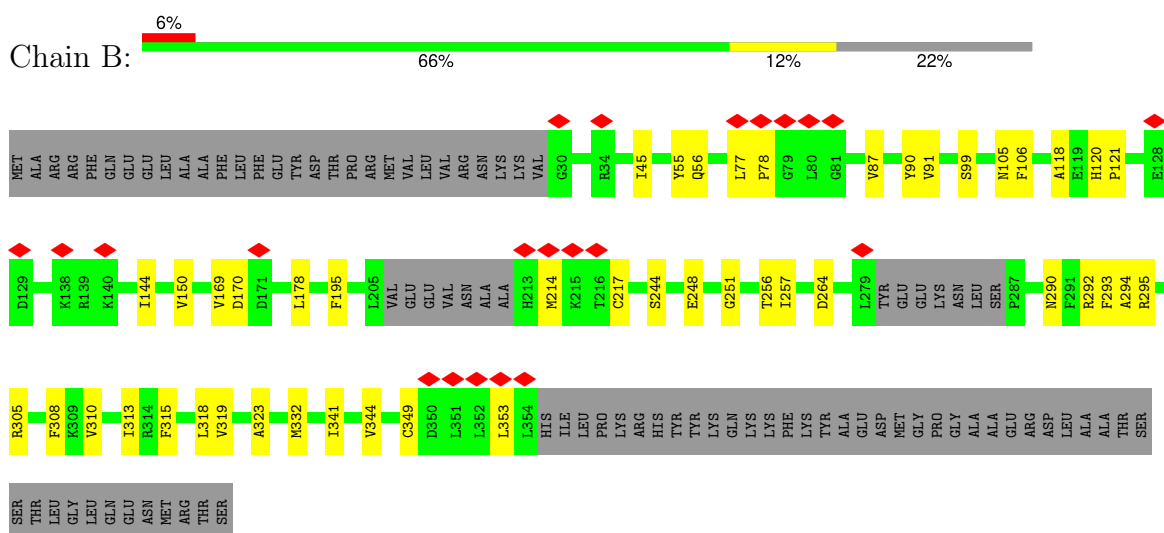 6%
Chain B:
66% 12% 22%
MET ALA ARG ARG PHE GLN GLU GLU LEU ALA ALA PHE LEU PHE GLU TYR ASP THR PRO ARG MET VAL LEU VAL ARG ASN LYS LYS VAL G30 R34 I45 Y55 Q56 L77 P78 G79 L80 G81 V87 Y90 V91 S99 N105 F106 A118 E119 H120 P121 E128
D129 K138 R139 K140 I144 V150 V169 D170 D171 L178 F195 L205 VAL GLU GLU VAL ASN ALA ALA H213 M214 K215 T216 C217 S244 E248 G251 T256 I257 D264 L279 TYR GLU GLU LYS ASN LEU SER P287 N290 F291 R292 F293 A294 R295
R305 F308 K309 V310 I313 R314 F315 L318 V319 A323 M332 I341 V344 C349 D350 L351 L352 L353 L354 HIS ILE LEU PRO LYS ARG HIS TYR TYR LYS GLN LYS LYS PHE LYS TYR ALA GLU ASP MET GLY PRO GLY ALA ALA GLU ARG ASP LEU ALA ALA THR SER
SER THR LEU GLY LEU GLN GLU ASN MET ARG THR SER